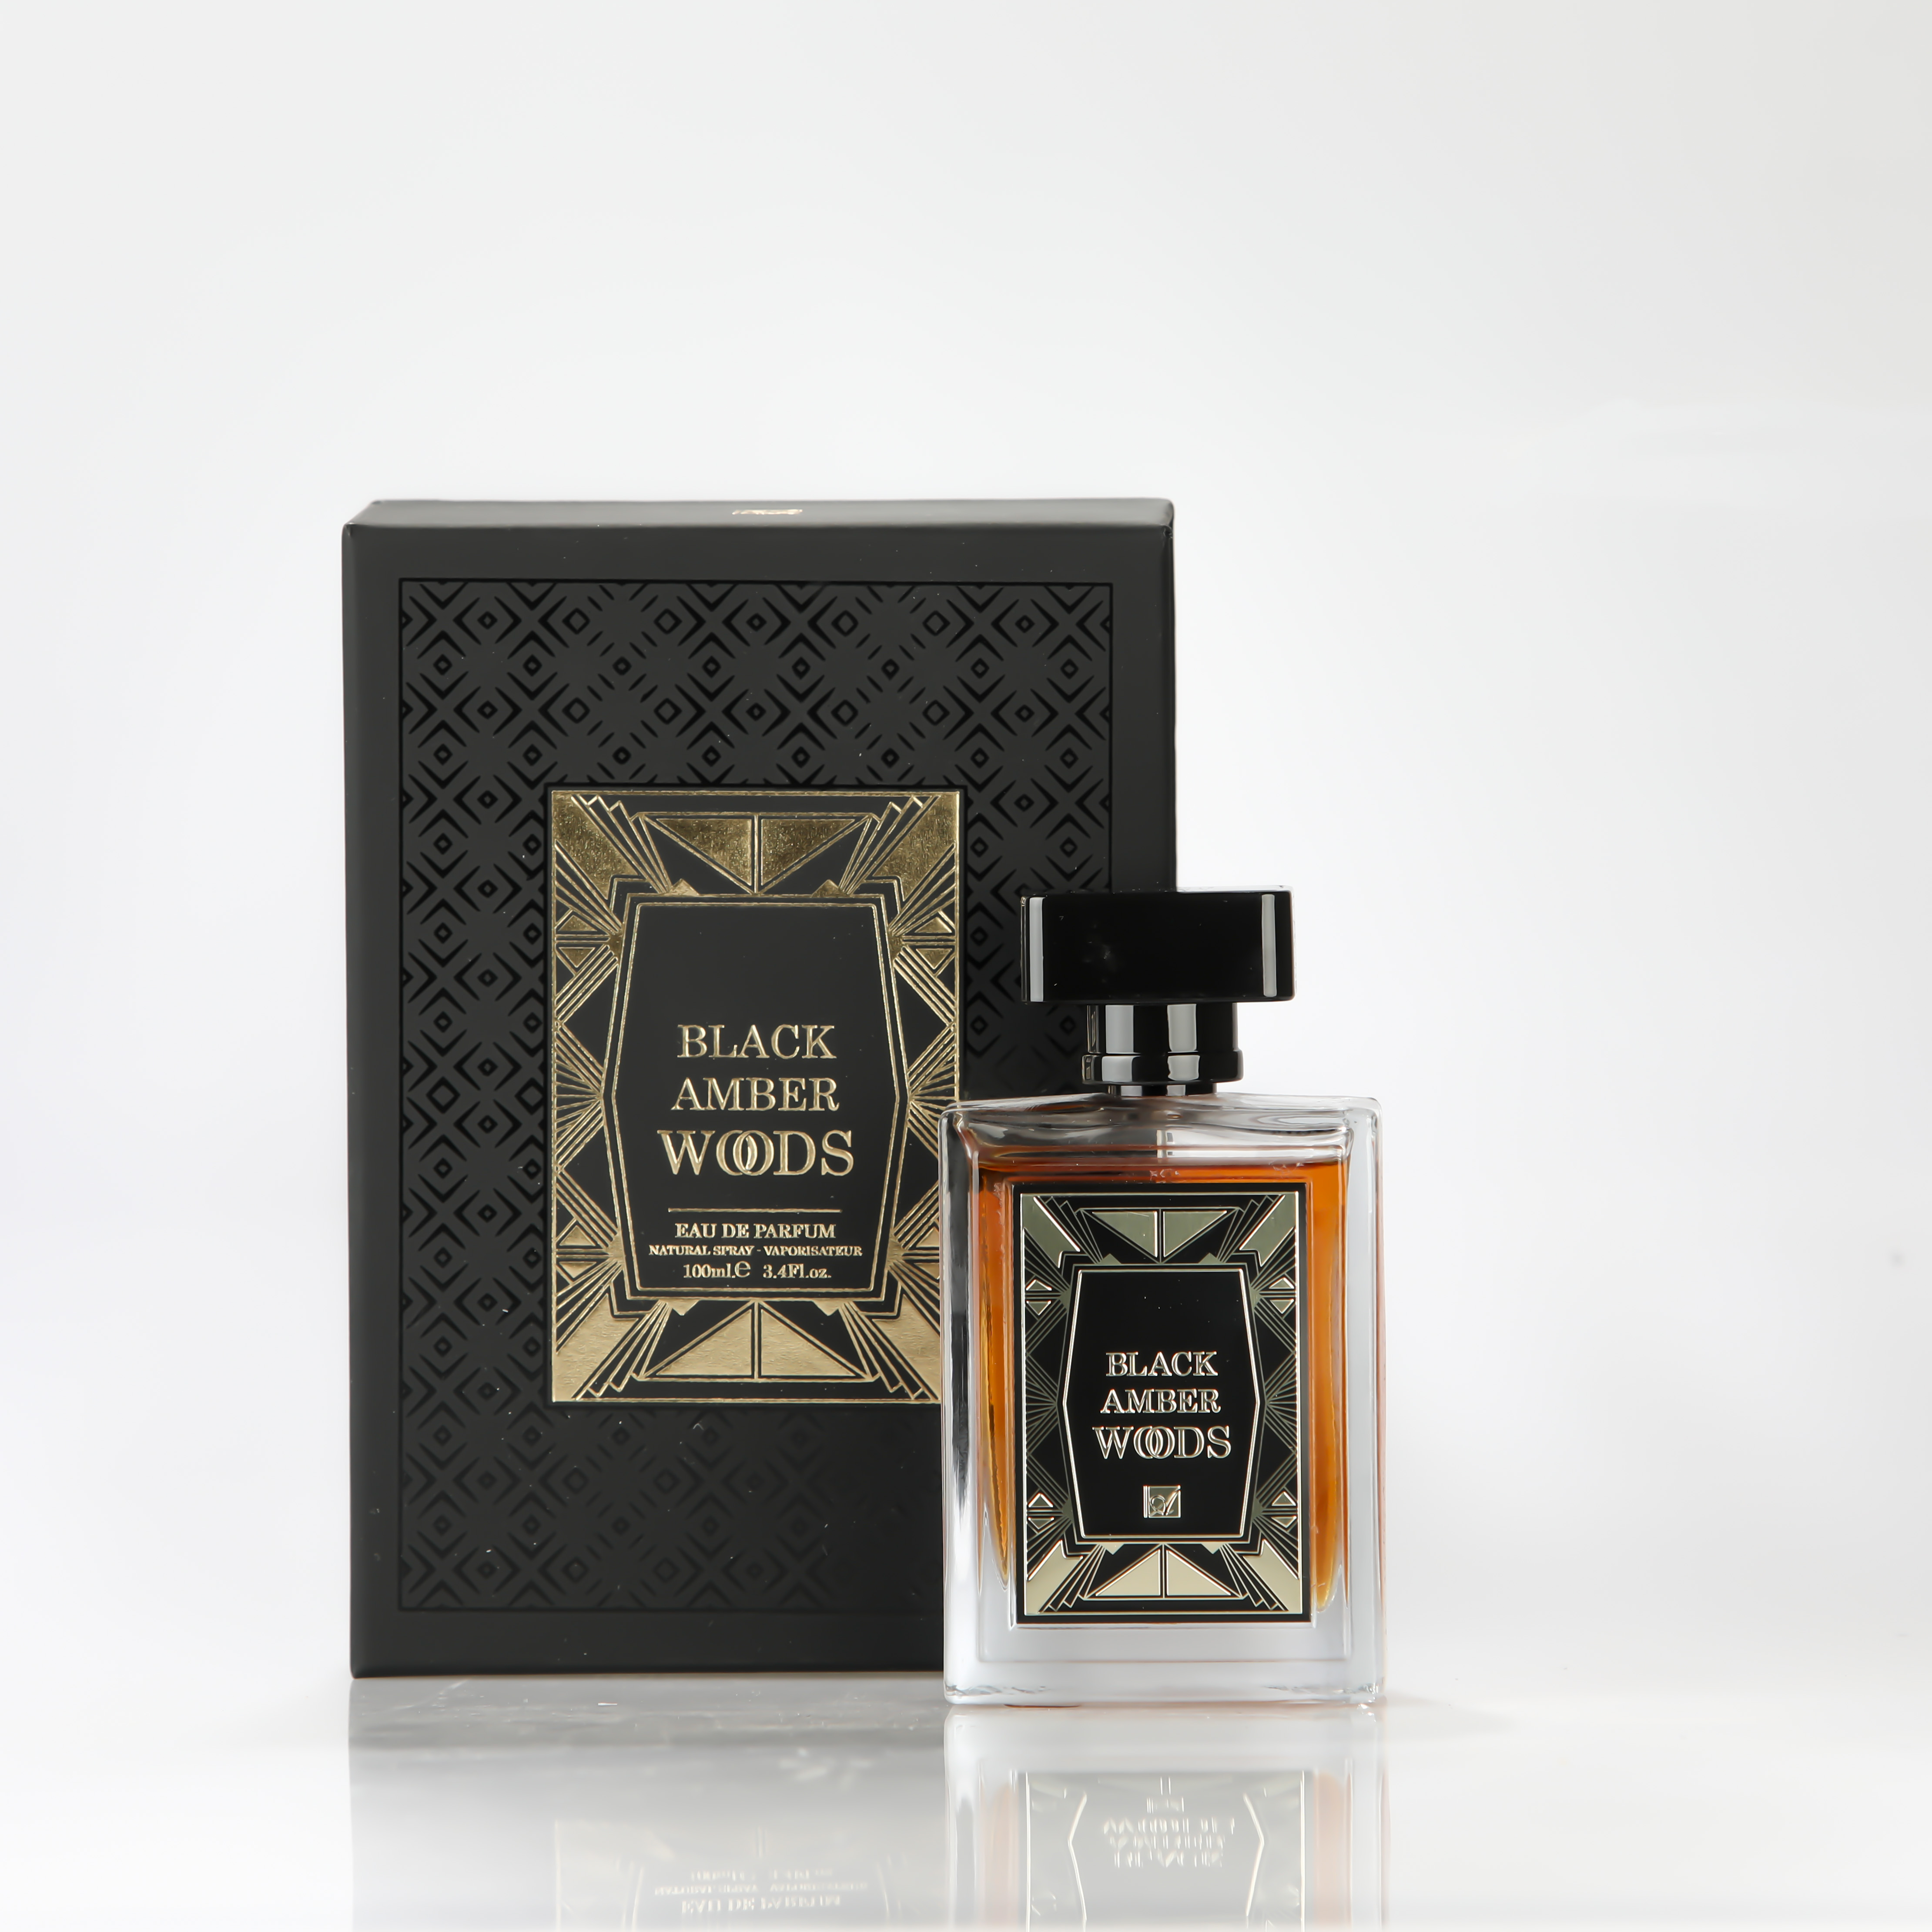 BLACK
AMBER
WOODS
EAU DE PARFUM
NATURAL SPRAY - VAPORISATEUR
100ml.e 3.4Fl.oz.
BLACK
AMBER
WOODS